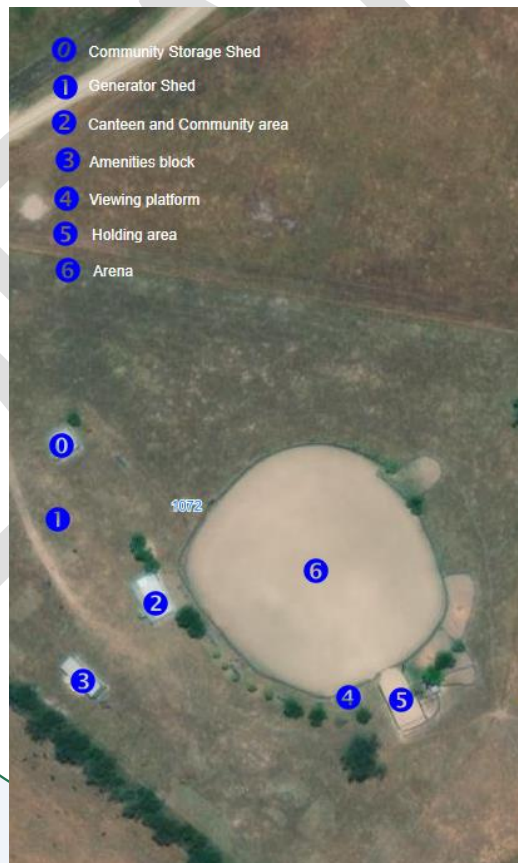 0 Community Storage Shed
1 Generator Shed
2 Canteen and Community area
3 Amenities block
4 Viewing platform
5 Holding area
6 Arena
0
1072
1
6
2
3
4
5